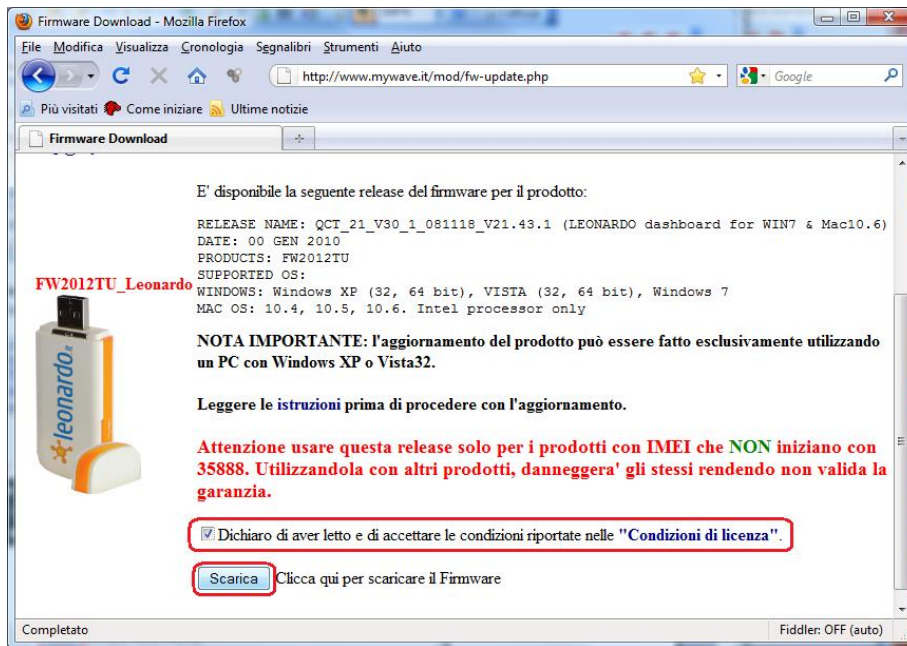 Firmware Download - Mozilla Firefox
File Modifica Visualizza Cronologia Segnalibri Strumenti Aiuto
http://www.mywave.it/mod/fw-update.php
Google
Più visitati Come iniziare Ultime notizie
Firmware Download
E' disponibile la seguente release del firmware per il prodotto:
RELEASE NAME: QCT_21_V30_1_081118_V21.43.1 (LEONARDO dashboard for WIN7 & Mac10.6)
DATE: 00 GEN 2010
PRODUCTS: FW2012TU
SUPPORTED OS:
WINDOWS: Windows XP (32, 64 bit), VISTA (32, 64 bit), Windows 7
MAC OS: 10.4, 10.5, 10.6. Intel processor only
FW2012TU_Leonardo
leonardo
NOTA IMPORTANTE: l'aggiornamento del prodotto può essere fatto esclusivamente utilizzando
un PC con Windows XP o Vista32.
Leggere le istruzioni prima di procedere con l'aggiornamento.
Attenzione usare questa release solo per i prodotti con IMEI che NON iniziano con
35888. Utilizzandola con altri prodotti, danneggera' gli stessi rendendo non valida la
garanzia.
Dichiaro di aver letto e di accettare le condizioni riportate nelle "Condizioni di licenza".
Scarica Clicca qui per scaricare il Firmware
Completato
Fiddler: OFF (auto)